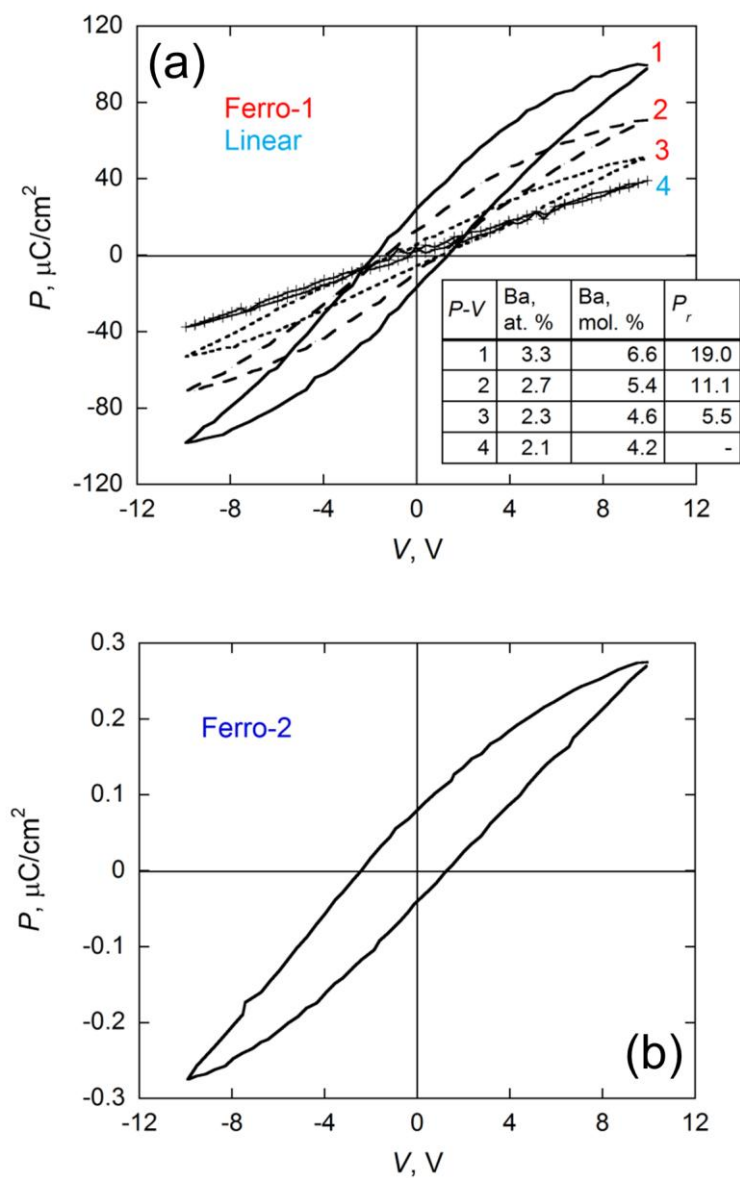 120
(a)
1
80
2
Ferro-1
Linear
3
40
4
P, μC/cm²
0
P-V Ba, at. % Ba, mol. % Pr
1 3.3 6.6 19.0
2 2.7 5.4 11.1
3 2.3 4.6 5.5
4 2.1 4.2 -
-40
-80
-120
-12 -8 -4 0 4 8 12
V, V
0.3
0.2
Ferro-2
0.1
P, μC/cm²
0
-0.1
-0.2
(b)
-0.3
-12 -8 -4 0 4 8 12
V, V